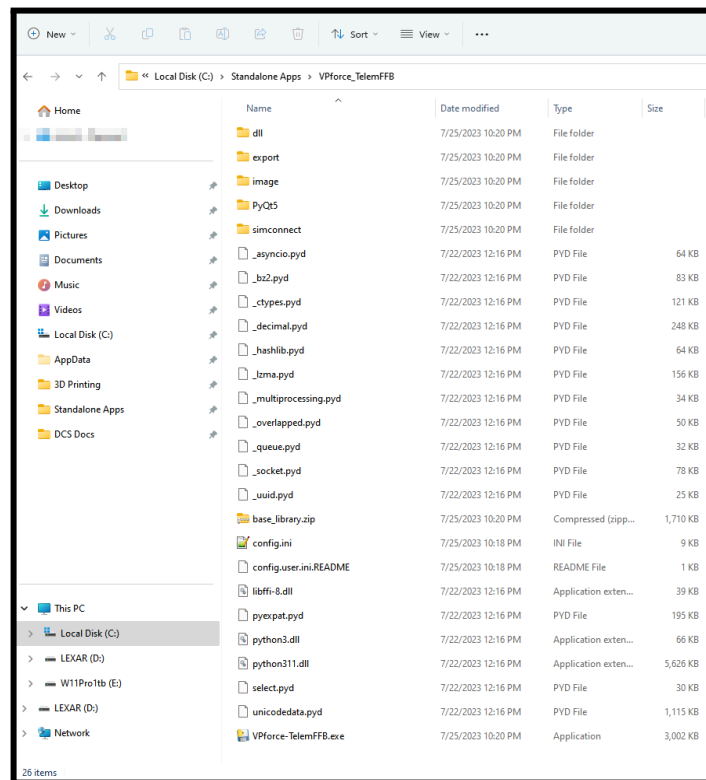 New Sort View ...
« Local Disk (C:) > Standalone Apps > VPforce_TelemFFB
Name Date modified Type Size
Home
Desktop
Downloads
Pictures
Documents
Music
Videos
Local Disk (C:)
AppData
3D Printing
Standalone Apps
DCS Docs
This PC
Local Disk (C:)
LEXAR (D:)
W11Pro1tb (E:)
LEXAR (D:)
Network
dll 7/25/2023 10:20 PM File folder
export 7/25/2023 10:20 PM File folder
image 7/25/2023 10:20 PM File folder
PyQt5 7/25/2023 10:20 PM File folder
simconnect 7/25/2023 10:20 PM File folder
_asyncio.pyd 7/22/2023 12:16 PM PYD File 64 KB
_bz2.pyd 7/22/2023 12:16 PM PYD File 83 KB
_ctypes.pyd 7/22/2023 12:16 PM PYD File 121 KB
_decimal.pyd 7/22/2023 12:16 PM PYD File 248 KB
_hashlib.pyd 7/22/2023 12:16 PM PYD File 64 KB
_lzma.pyd 7/22/2023 12:16 PM PYD File 156 KB
_multiprocessing.pyd 7/22/2023 12:16 PM PYD File 34 KB
_overlapped.pyd 7/22/2023 12:16 PM PYD File 50 KB
_queue.pyd 7/22/2023 12:16 PM PYD File 32 KB
_socket.pyd 7/22/2023 12:16 PM PYD File 78 KB
_uuid.pyd 7/22/2023 12:16 PM PYD File 25 KB
base_library.zip 7/25/2023 10:20 PM Compressed (zipp... 1,710 KB
config.ini 7/25/2023 10:18 PM INI File 9 KB
config.user.ini.README 7/25/2023 10:18 PM README File 1 KB
libffi-8.dll 7/22/2023 12:16 PM Application exten... 39 KB
pyexpat.pyd 7/22/2023 12:16 PM PYD File 195 KB
python3.dll 7/22/2023 12:16 PM Application exten... 66 KB
python311.dll 7/22/2023 12:16 PM Application exten... 5,626 KB
select.pyd 7/22/2023 12:16 PM PYD File 30 KB
unicodedata.pyd 7/22/2023 12:16 PM PYD File 1,115 KB
VPforce-TelemFFB.exe 7/25/2023 10:20 PM Application 3,002 KB
26 items